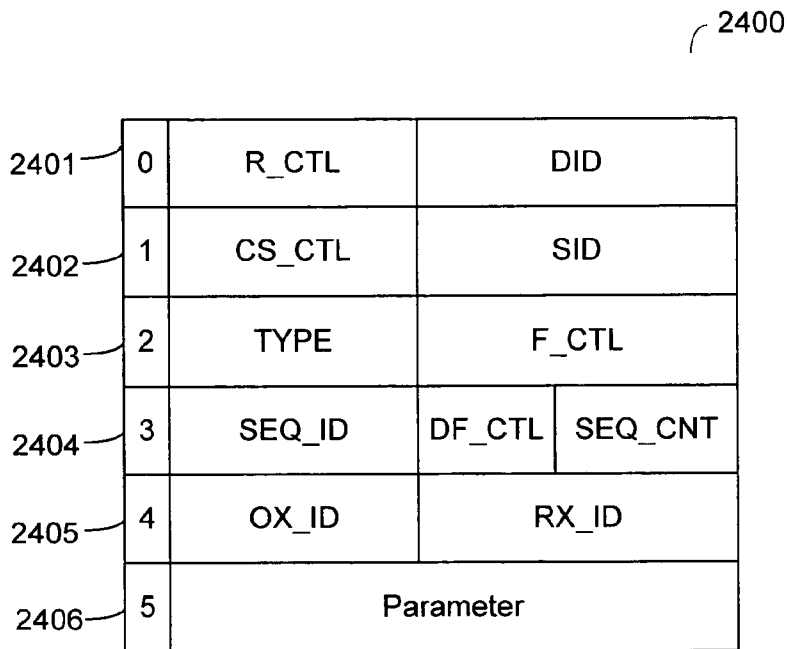 2400
2401 0 R_CTL DID
2402 1 CS_CTL SID
2403 2 TYPE F_CTL
2404 3 SEQ_ID DF_CTL SEQ_CNT
2405 4 OX_ID RX_ID
2406 5 Parameter